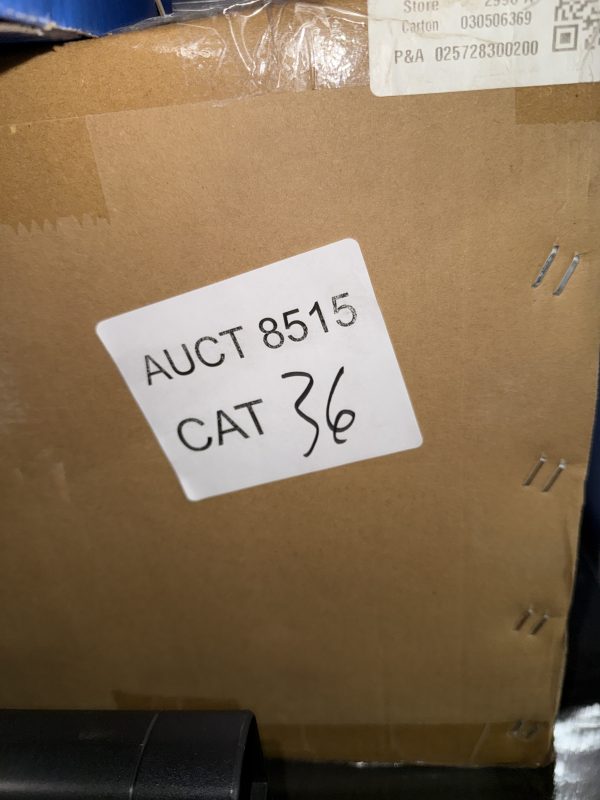 Store
Carton 030506369
P&A 025728300200
AUCT 8515
CAT 36